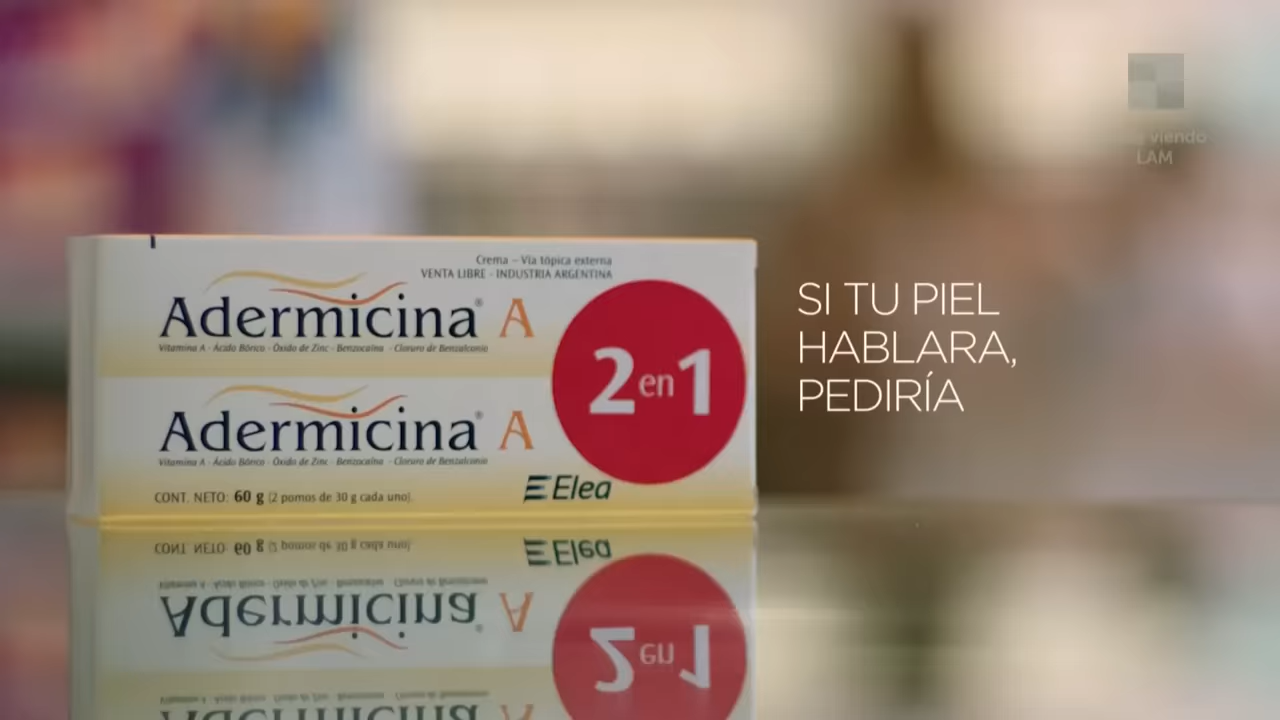 Crema - Vía tópica externa
VENTA LIBRE - INDUSTRIA ARGENTINA
Adermicina® A
Vitamina A - Ácido Bórico - Óxido de Zinc - Benzocaína - Cloruro de Benzalconio
2 en 1
Adermicina® A
Vitamina A - Ácido Bórico - Óxido de Zinc - Benzocaína - Cloruro de Benzalconio
CONT. NETO: 60 g (2 pomos de 30 g cada uno).
Elea
SI TU PIEL
HABLARA,
PEDIRÍA
viendo
LAM